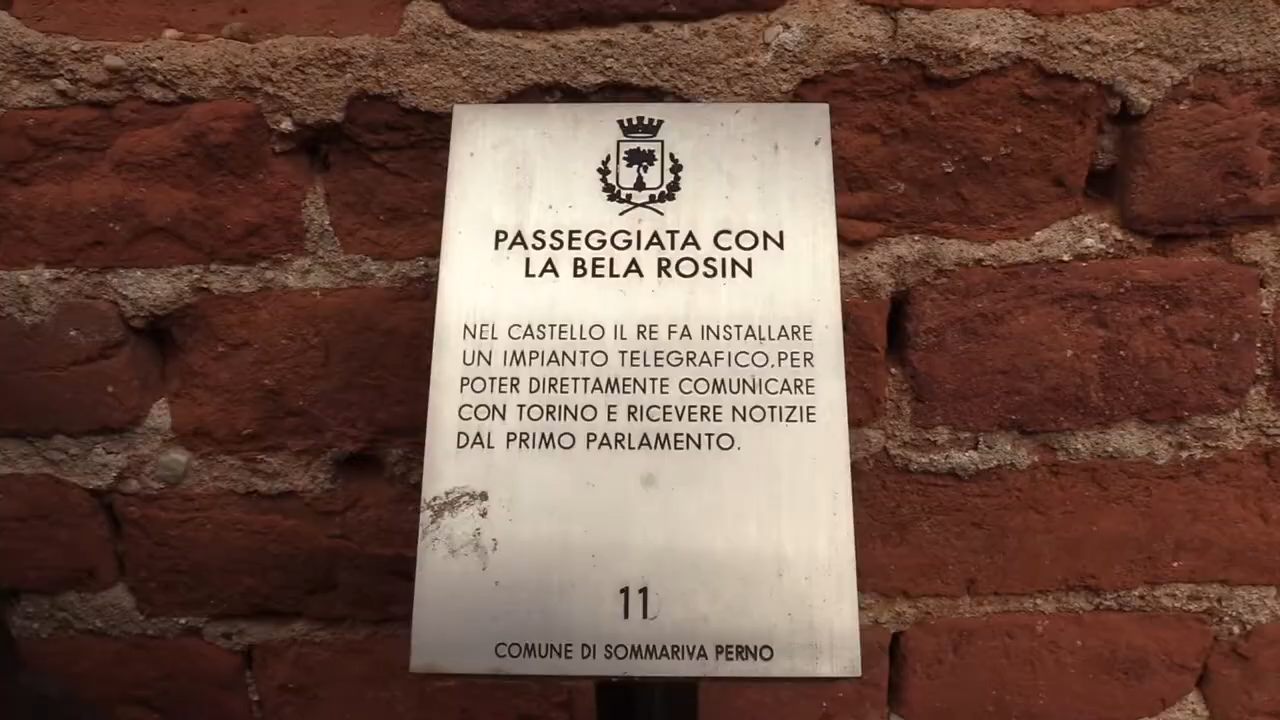 PASSEGGIATA CON
LA BELA ROSIN
NEL CASTELLO IL RE FA INSTALLARE
UN IMPIANTO TELEGRAFICO,PER
POTER DIRETTAMENTE COMUNICARE
CON TORINO E RICEVERE NOTIZIE
DAL PRIMO PARLAMENTO.
11
COMUNE DI SOMMARIVA PERNO